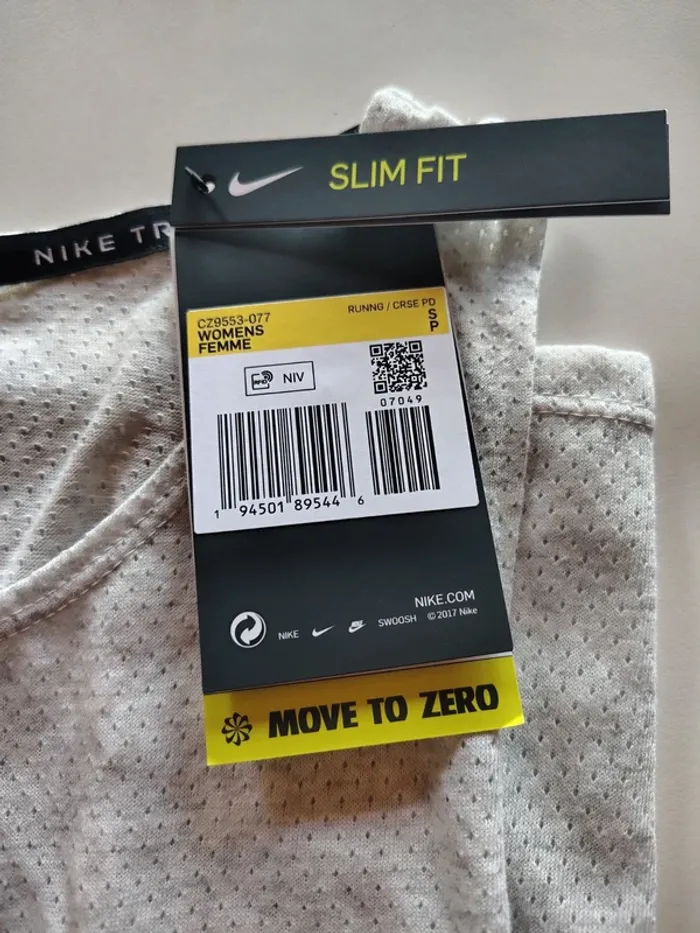 SLIM FIT
NIKE TR
CZ9553-077
WOMENS
FEMME
RUNNG / CRSE PD
S
P
RFID NIV
07049
1 94501 89544 6
NIKE.COM
NIKE SWOOSH © 2017 Nike
MOVE TO ZERO